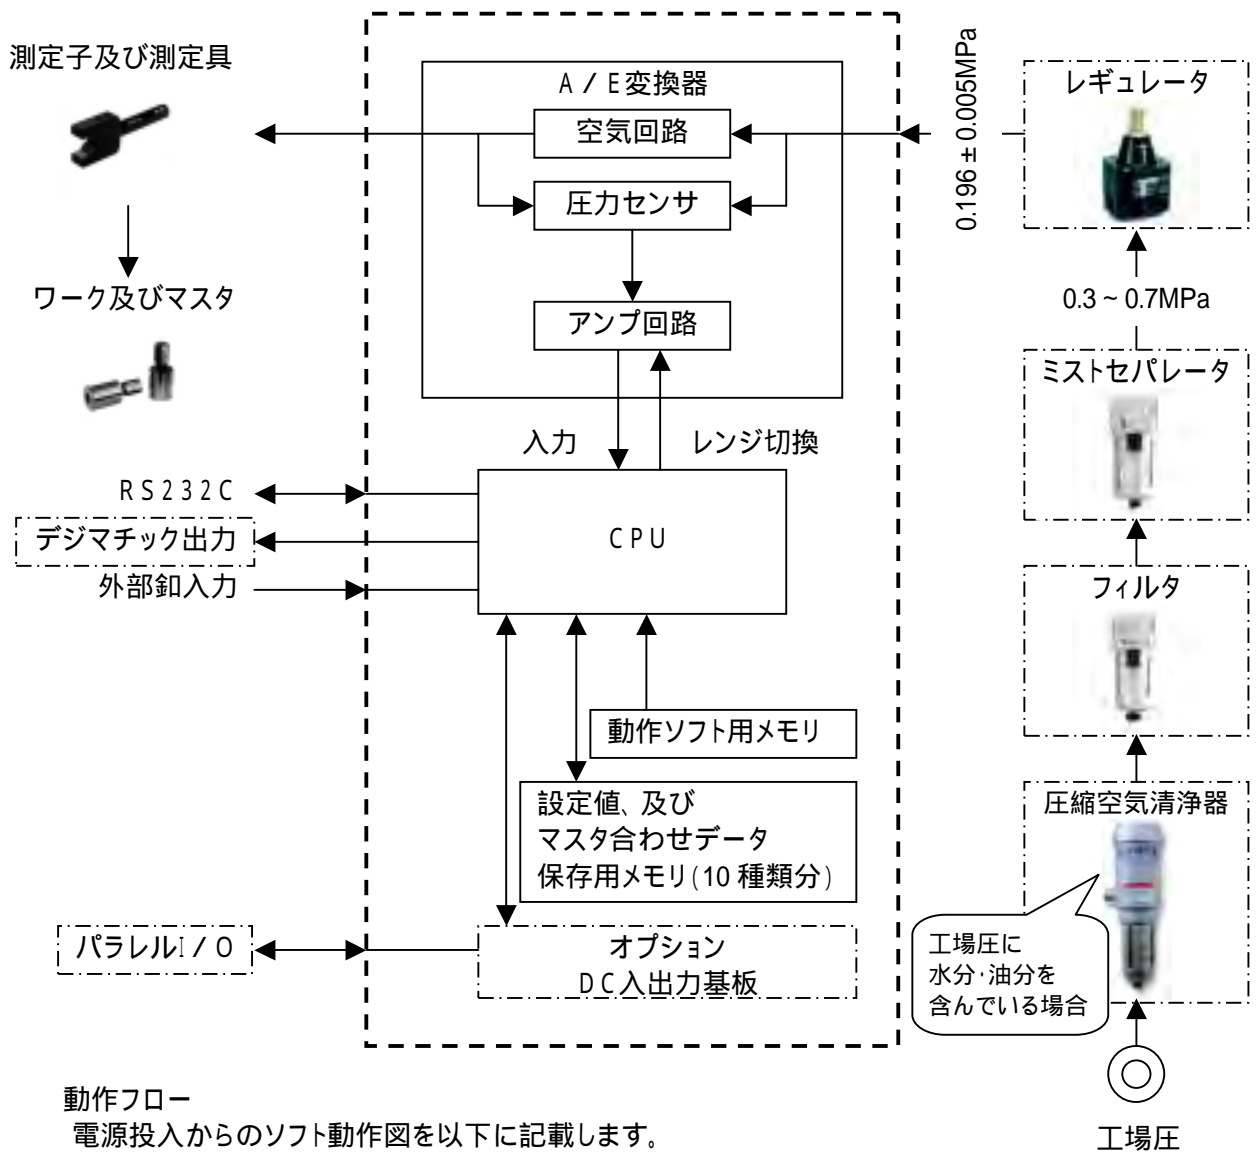 測定子及び測定具
A/E変換器
空気回路
圧力センサ
アンプ回路
0.196±0.005MPa
レギュレータ
0.3~0.7MPa
ワーク及びマスタ
ミストセパレータ
入力
レンジ切換
RS232C
デジマチック出力
外部釦入力
CPU
フィルタ
動作ソフト用メモリ
設定値、及び
マスタ合わせデータ
保存用メモリ(10種類分)
圧縮空気清浄器
工場圧に
水分・油分を
含んでいる場合
パラレルI/O
オプション
DC入出力基板
工場圧
動作フロー
電源投入からのソフト動作図を以下に記載します。